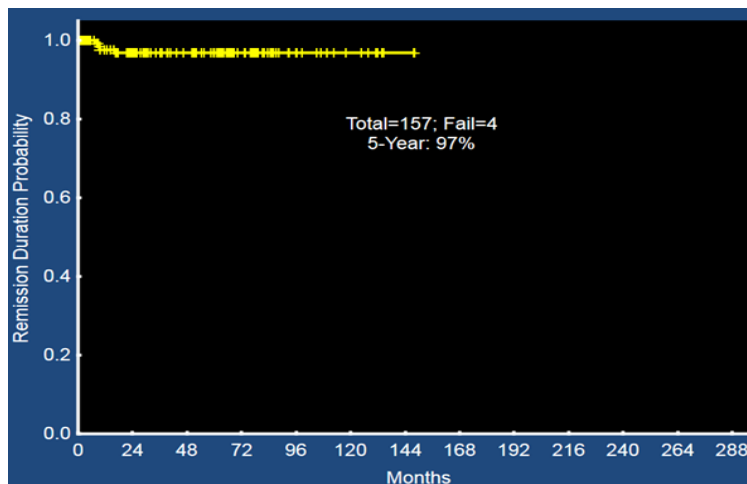 1.0
0.8
0.6
0.4
0.2
0.0
Remission Duration Probability
Total=157; Fail=4
5-Year: 97%
0 24 48 72 96 120 144 168 192 216 240 264 288
Months